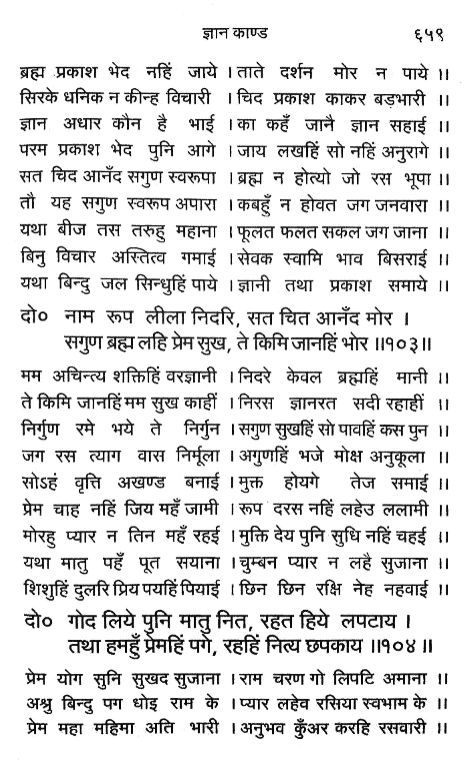 ज्ञान काण्ड ६५९
ब्रह्म प्रकाश भेद नहिं जाये । ताते दर्शन मोर न पाये ।।
सिरके धनिक न कीन्ह विचारी । चिद प्रकाश काकर बड़भारी ।।
ज्ञान अधार कौन है भाई । का कहँ जानै ज्ञान सहाई ।।
परम प्रकाश भेद पुनि आगे । जाय लखहिं सो नहिं अनुरागे ।।
सत चिद आनँद सगुण स्वरूपा । ब्रह्म न होत्यो जो रस भूपा ।।
तौ यह सगुण स्वरूप अपारा । कबहुँ न होवत जग जनवारा ।।
यथा बीज तस तरुहु महाना । फूलत फलत सकल जग जाना ।।
बिनु विचार अस्तित्व गमाई । सेवक स्वामि भाव बिसराई ।।
यथा बिन्दु जल सिन्धुहिं पाये । ज्ञानी तथा प्रकाश समाये ।।
दो० नाम रूप लीला निदरि, सत चित आनँद मोर ।
सगुण ब्रह्म लहि प्रेम सुख, ते किमि जानहिं भोर ।।१०३।।
मम अचिन्त्य शक्तिहिं वरज्ञानी । निदरे केवल ब्रह्महिं मानी ।।
ते किमि जानहिं मम सुख काहीं । निरस ज्ञानरत सदी रहाहीं ।।
निर्गुण रमे भये ते निर्गुन । सगुण सुखहिं सो पावहिं कस पुन ।।
जग रस त्याग वास निर्मूला । अगुणहिं भजे मोक्ष अनुकूला ।।
सोऽहं वृत्ति अखण्ड बनाई । मुक्त होयगे तेज समाई ।।
प्रेम चाह नहिं जिय महँ जामी । रूप दरस नहिं लहेउ ललामी ।।
मोरहु प्यार न तिन महँ रहई । मुक्ति देय पुनि सुधि नहिं चहई ।।
यथा मातु पहँ पूत सयाना । चुम्बन प्यार न लहै सुजाना ।।
शिशुहिं दुलरि प्रिय पयहिं पियाई । छिन छिन रक्षि नेह नहवाई ।।
दो० गोद लिये पुनि मातु नित, रहत हिये लपटाय ।
तथा हमहुँ प्रेमहिं पगे, रहहिं नित्य छपकाय ।।१०४।।
प्रेम योग सुनि सुखद सुजाना । राम चरण गो लिपटि अमाना ।।
अश्रु बिन्दु पग धोइ राम के । प्यार लहेव रसिया स्वभाम के ।।
प्रेम महा महिमा अति भारी । अनुभव कुँअर करहि रसवारी ।।